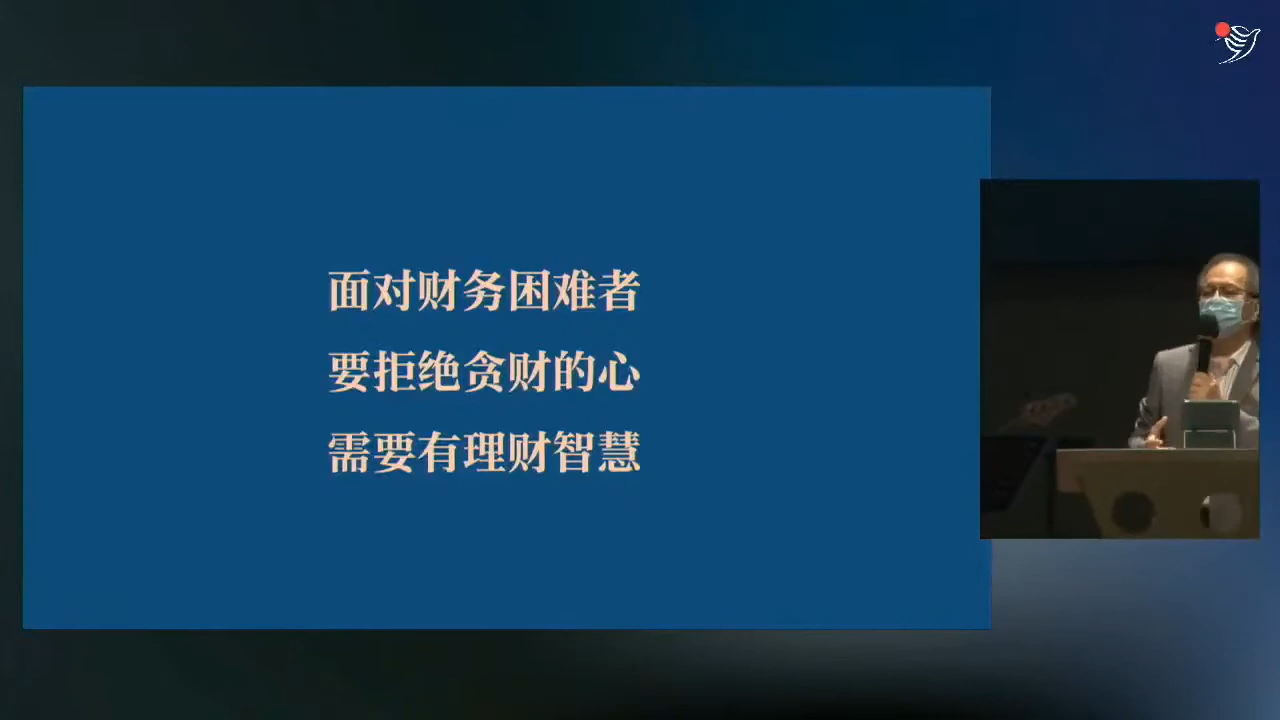 面对财务困难者
要拒绝贪财的心
需要有理财智慧